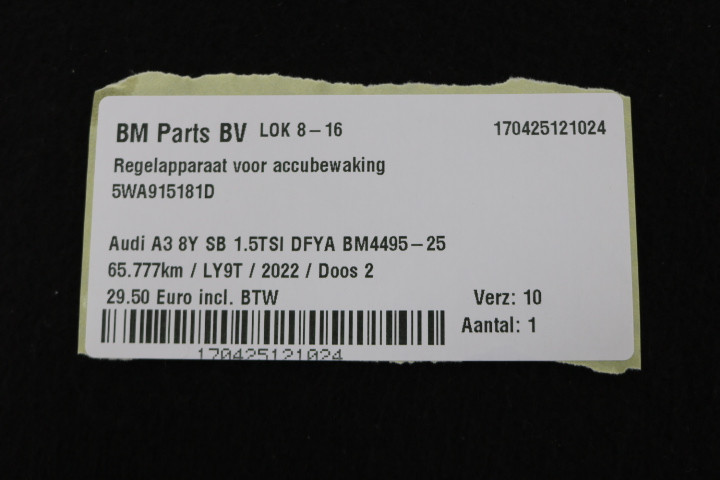 BM Parts BV LOK 8-16 170425121024
Regelapparaat voor accubewaking
5WA915181D
Audi A3 8Y SB 1.5TSI DFYA BM4495-25
65.777km / LY9T / 2022 / Doos 2
29.50 Euro incl. BTW Verz: 10
Aantal: 1
170425121024